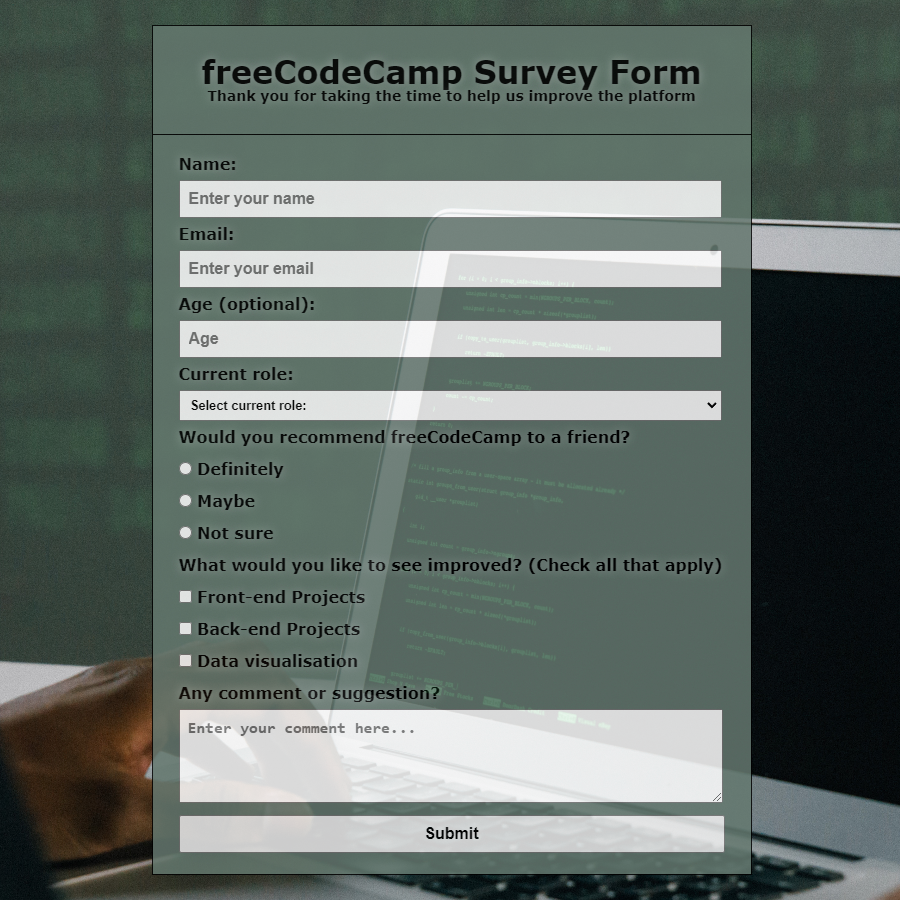 freeCodeCamp Survey Form
Thank you for taking the time to help us improve the platform
Name:
Enter your name
Email:
Enter your email
Age (optional):
Age
Current role:
Select current role:
Would you recommend freeCodeCamp to a friend?
Definitely
Maybe
Not sure
What would you like to see improved? (Check all that apply)
Front-end Projects
Back-end Projects
Data visualisation
Any comment or suggestion?
Enter your comment here...
Submit